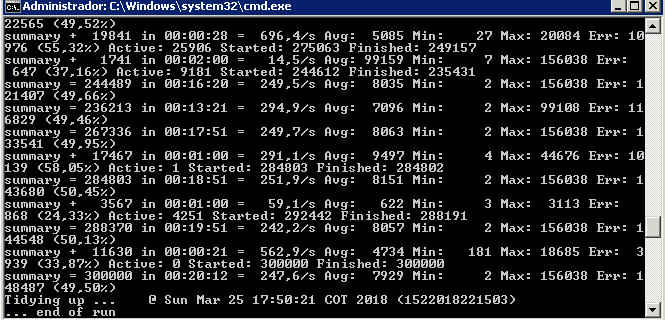 Administrador: C:\Windows\system32\cmd.exe
22565 (49,52%)
summary +  19841 in 00:00:28 =  696,4/s Avg:  5085 Min:    27 Max: 20084 Err: 10
976 (55,32%) Active: 25906 Started: 275063 Finished: 249157
summary +   1741 in 00:02:00 =   14,5/s Avg: 99159 Min:     7 Max: 156038 Err:
 647 (37,16%) Active: 9181 Started: 244612 Finished: 235431
summary = 244489 in 00:16:20 =  249,5/s Avg:  8035 Min:     2 Max: 156038 Err: 1
21407 (49,66%)
summary = 236213 in 00:13:21 =  294,9/s Avg:  7096 Min:     2 Max: 99108 Err: 11
6829 (49,46%)
summary = 267336 in 00:17:51 =  249,7/s Avg:  8063 Min:     2 Max: 156038 Err: 1
33541 (49,95%)
summary +  17467 in 00:01:00 =  291,1/s Avg:  9497 Min:     4 Max: 44676 Err: 10
139 (58,05%) Active: 1 Started: 284803 Finished: 284802
summary = 284803 in 00:18:51 =  251,9/s Avg:  8151 Min:     2 Max: 156038 Err: 1
43680 (50,45%)
summary +   3567 in 00:01:00 =   59,1/s Avg:   622 Min:     3 Max:  3113 Err:
 868 (24,33%) Active: 4251 Started: 292442 Finished: 288191
summary = 288370 in 00:19:51 =  242,2/s Avg:  8057 Min:     2 Max: 156038 Err: 1
44548 (50,13%)
summary +  11630 in 00:00:21 =  562,9/s Avg:  4734 Min:   181 Max: 18685 Err:  3
939 (33,87%) Active: 0 Started: 300000 Finished: 300000
summary = 300000 in 00:20:12 =  247,6/s Avg:  7929 Min:     2 Max: 156038 Err: 1
48487 (49,50%)
Tidying up ...    @ Sun Mar 25 17:50:21 COT 2018 (1522018221503)
... end of run